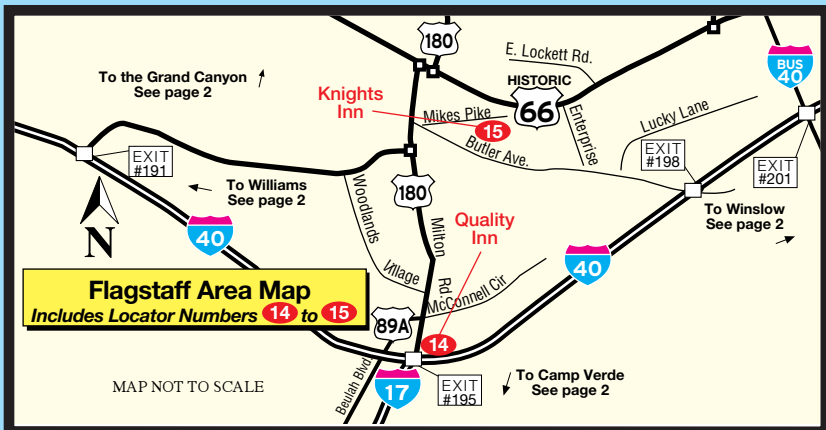 180
E. Lockett Rd.
BUS
40
To the Grand Canyon
See page 2
HISTORIC
66
Knights
Inn
Mikes Pike
15
Enterprise
Lucky Lane
Butler Ave.
EXIT
#191
EXIT
#198
EXIT
#201
To Williams
See page 2
Woodlands
Village
180
Milton
Rd.
Quality
Inn
To Winslow
See page 2
N
40
40
McConnell Cir
Flagstaff Area Map
Includes Locator Numbers 14 to 15
89A
14
MAP NOT TO SCALE
Beulah Blvd
17
EXIT
#195
To Camp Verde
See page 2